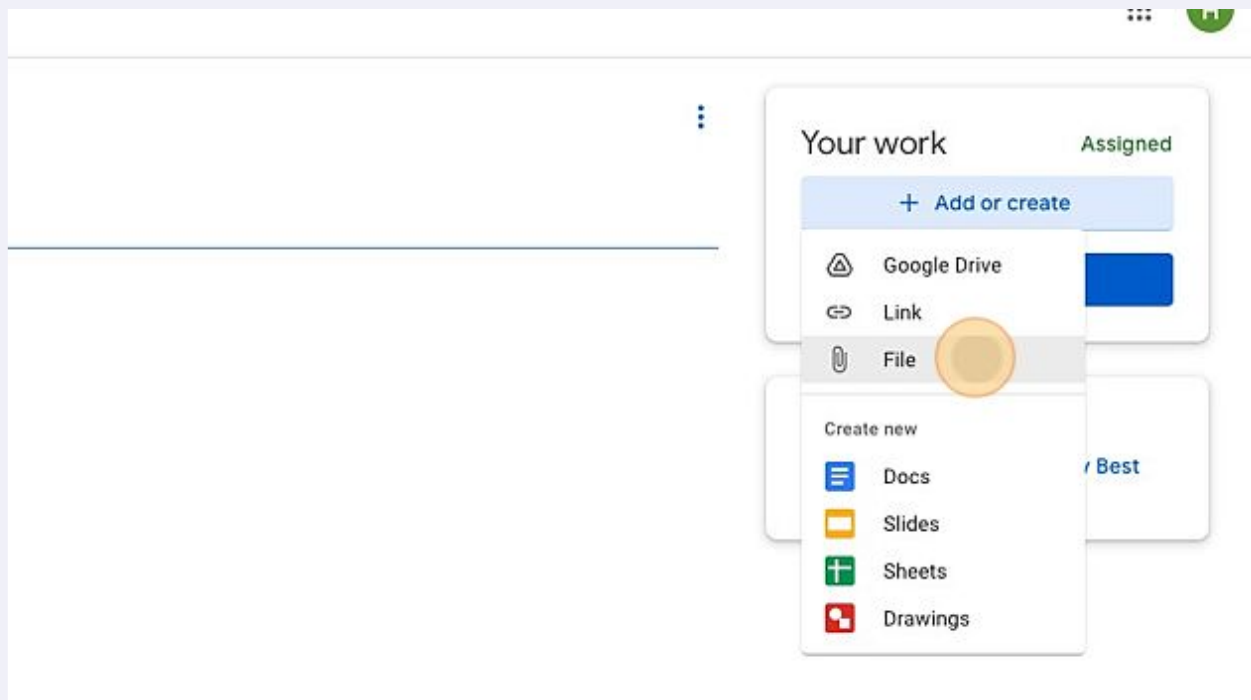 Your work
Assigned
+ Add or create
Google Drive
Link
File
Create new
Docs
Best
Slides
Sheets
Drawings